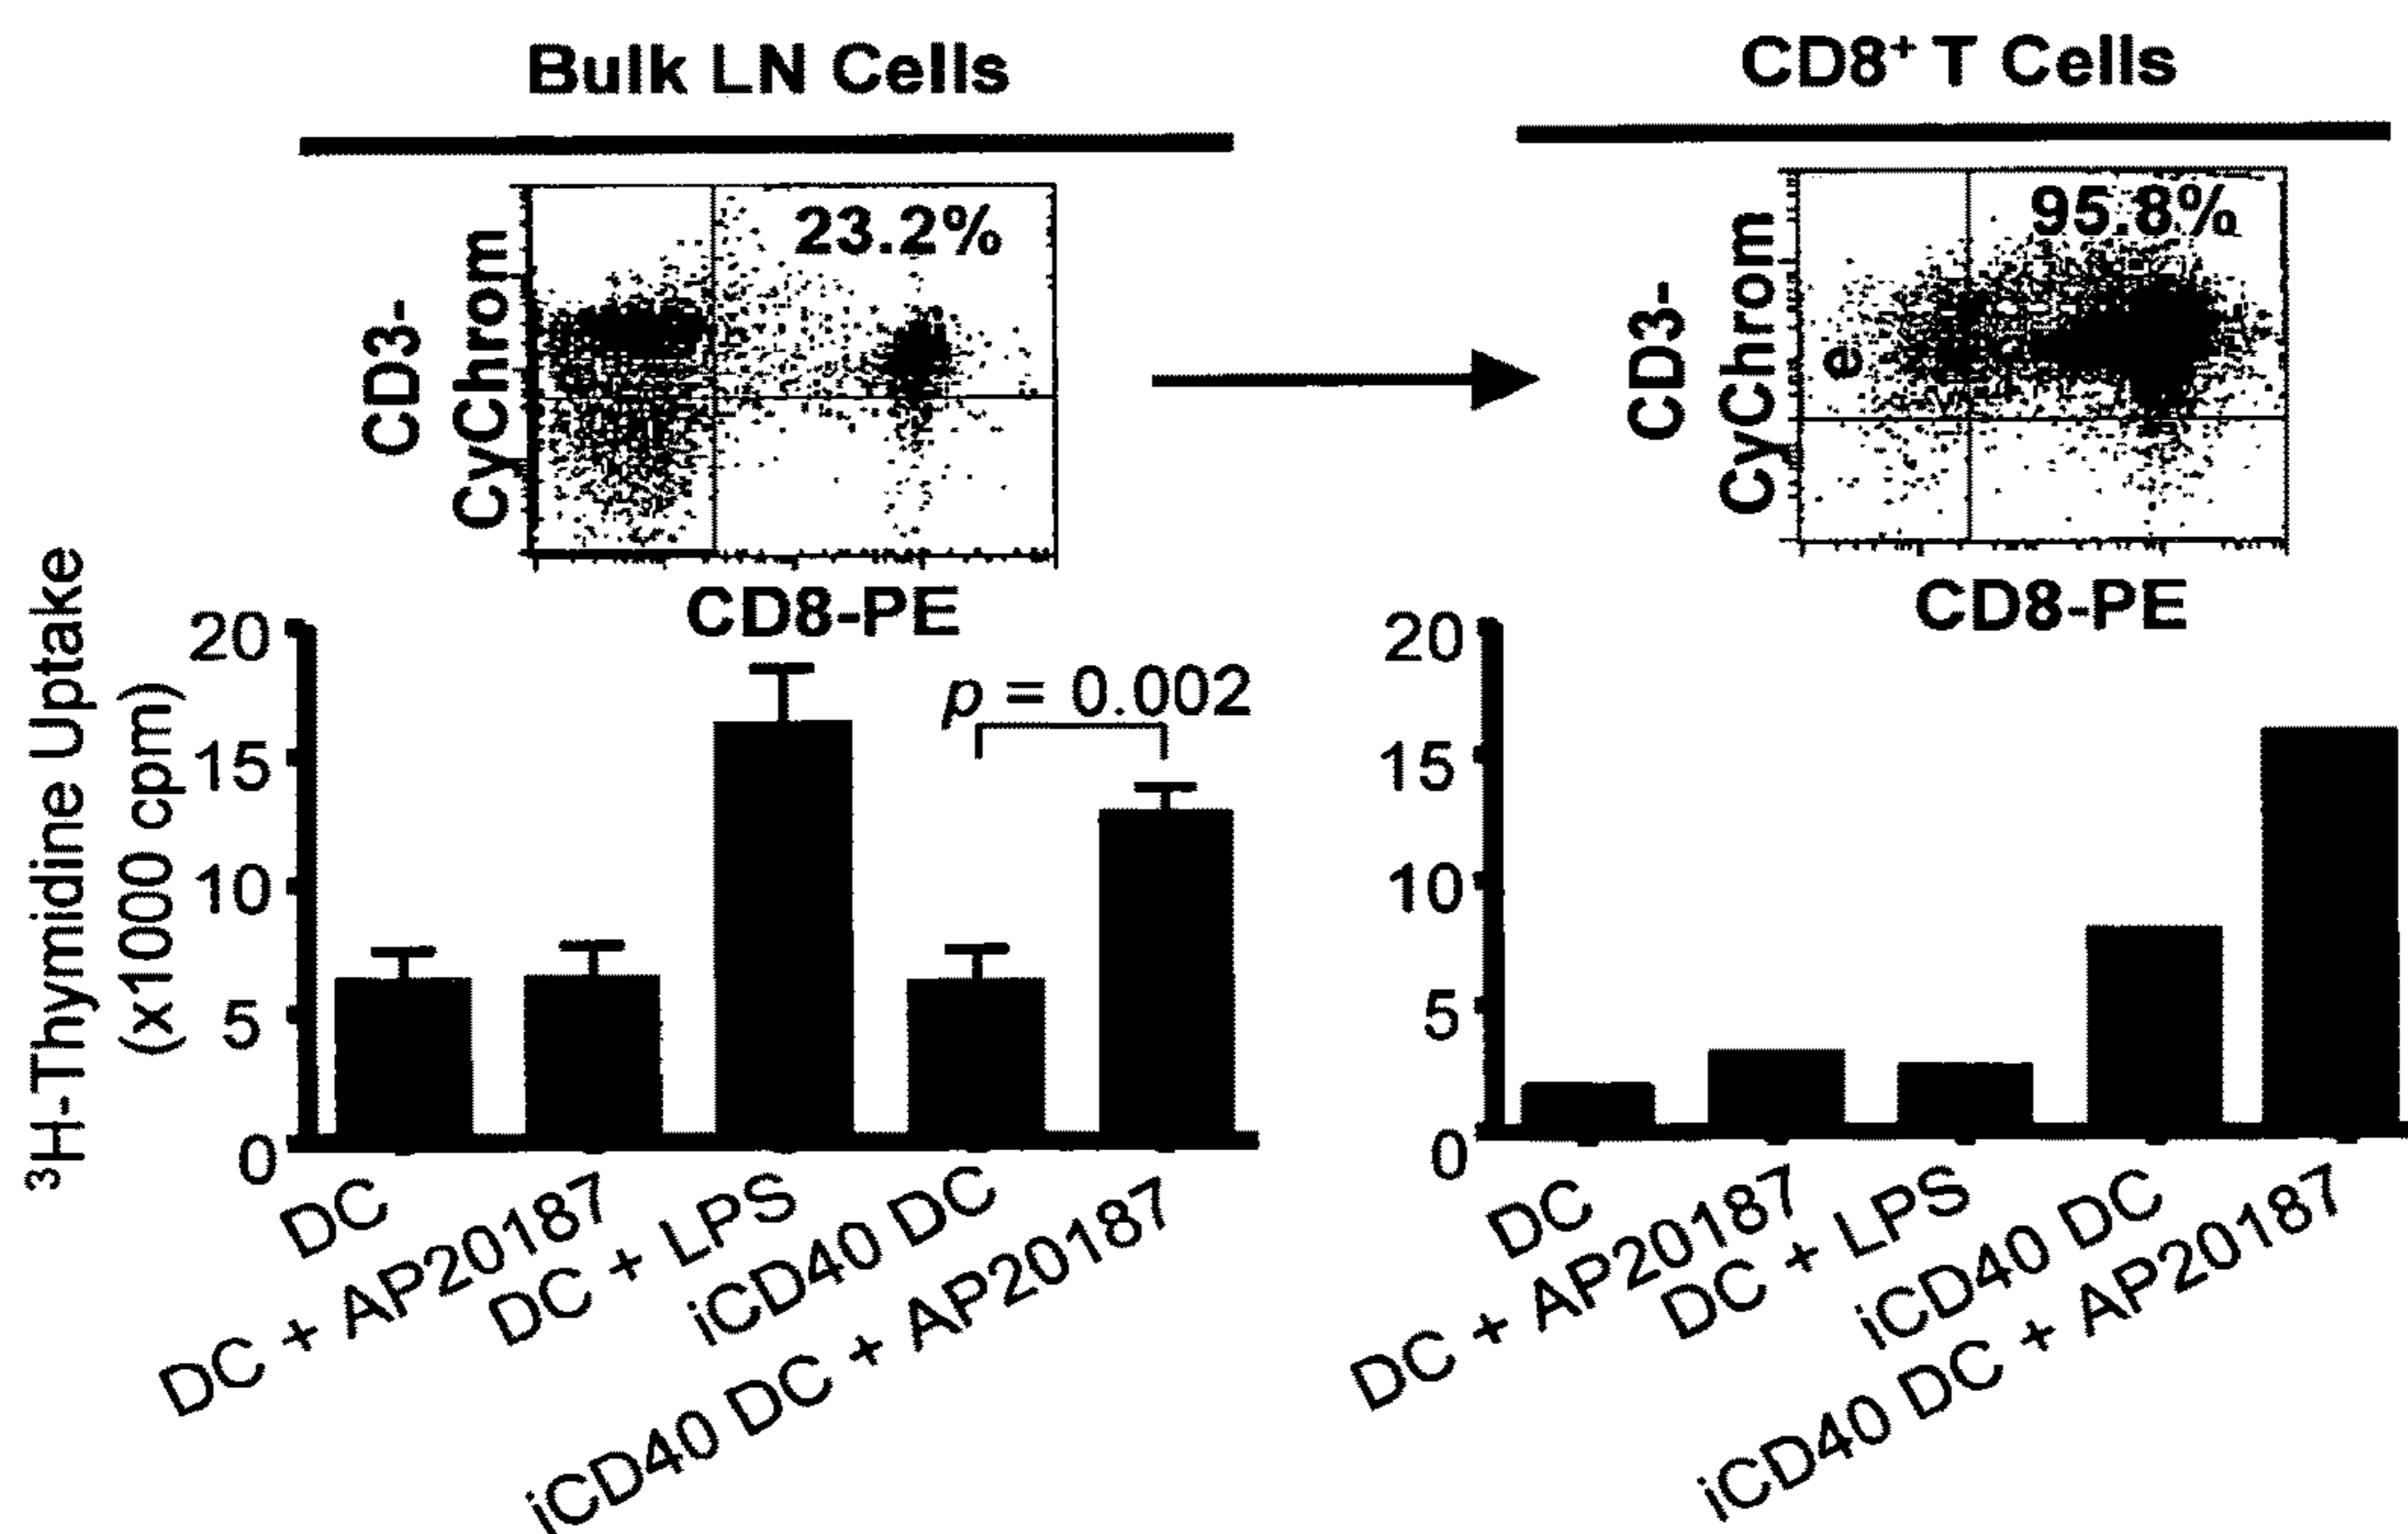 Bulk LN Cells
CD8⁺ T Cells
CD3-
CyChrom
23.2%
CD8-PE
CD3-
CyChrom
e
95.8%
CD8-PE
³H-Thymidine Uptake
(x1000 cpm)
20
15
10
5
0
p = 0.002
DC
DC + AP20187
DC + LPS
iCD40 DC
iCD40 DC + AP20187
20
15
10
5
0
DC
DC + AP20187
DC + LPS
iCD40 DC
iCD40 DC + AP20187